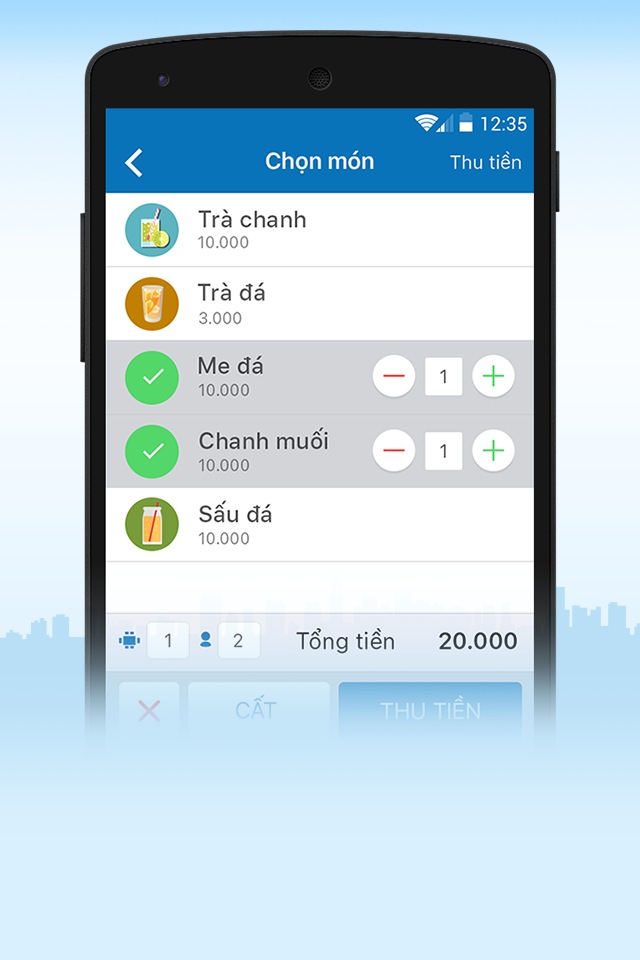 12:35
Chọn món
Thu tiền
Trà chanh
10.000
Trà đá
3.000
Me đá
10.000
1
Chanh muối
10.000
1
Sấu đá
10.000
1
2
Tổng tiền
20.000
CẤT
THU TIỀN